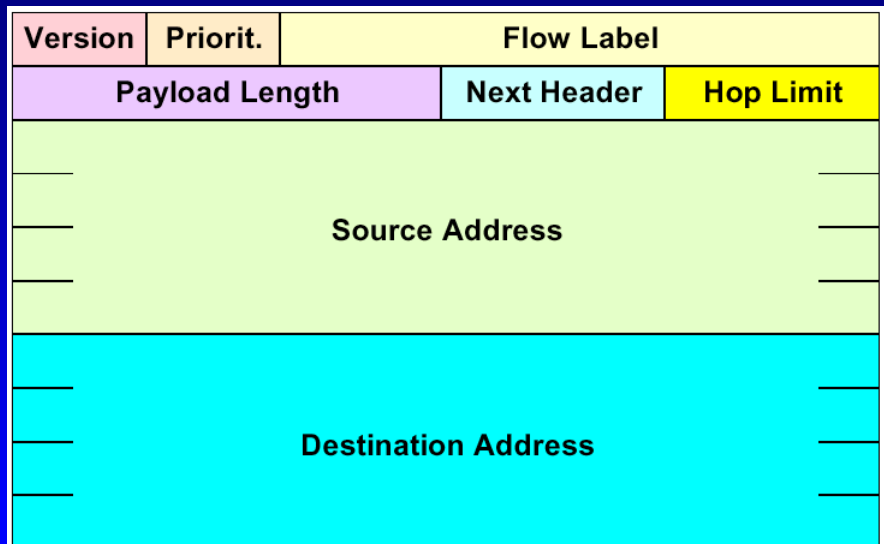 Version Priorit. Flow Label
Payload Length Next Header Hop Limit
Source Address
Destination Address